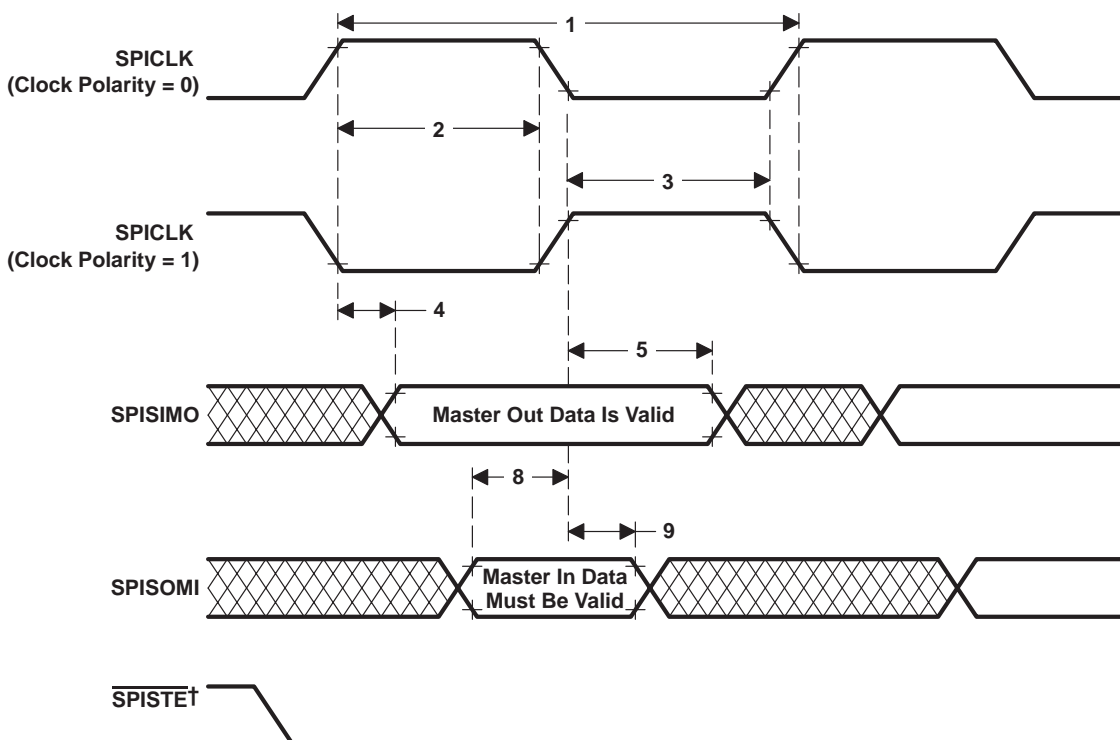 1
SPICLK
(Clock Polarity = 0)
2
3
SPICLK
(Clock Polarity = 1)
4
5
SPISIMO
Master Out Data Is Valid
8
9
SPISOMI
Master In Data
Must Be Valid
SPISTE†